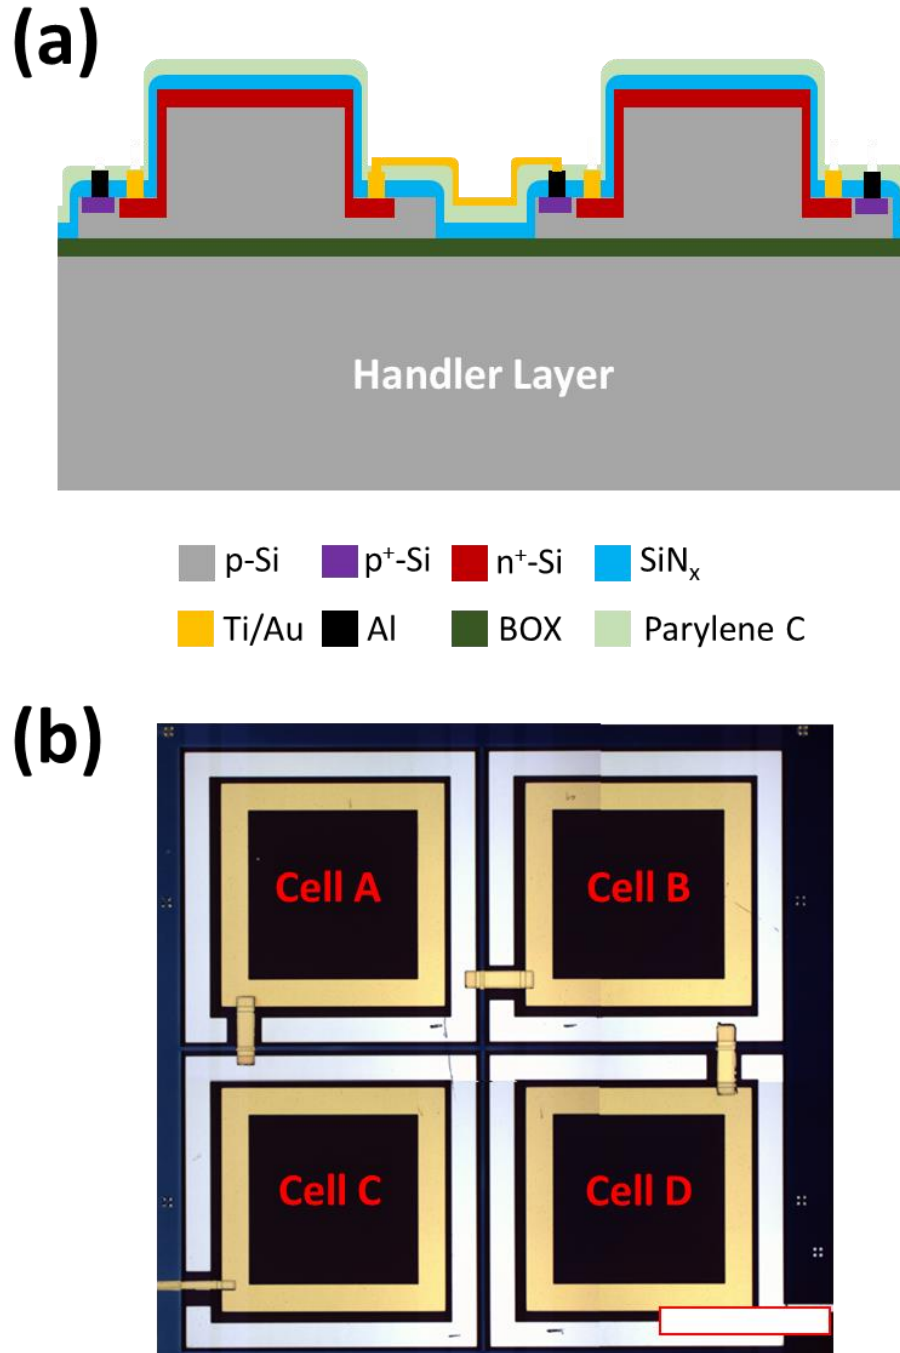 (a)
Handler Layer
p-Si p⁺-Si n⁺-Si SiNₓ
Ti/Au Al BOX Parylene C
(b)
Cell A Cell B
Cell C Cell D